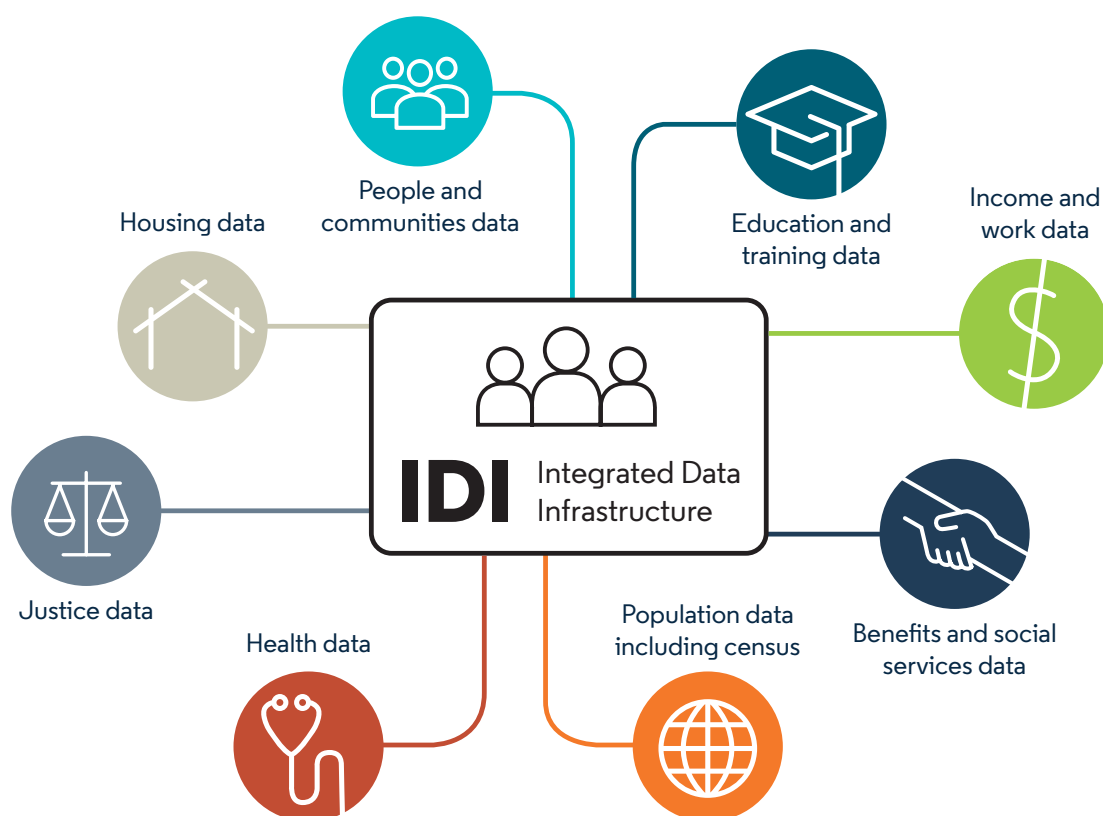 People and
communities data
Education and
training data
Income and
work data
Housing data
IDI
Integrated Data
Infrastructure
Justice data
Health data
Population data
including census
Benefits and social
services data